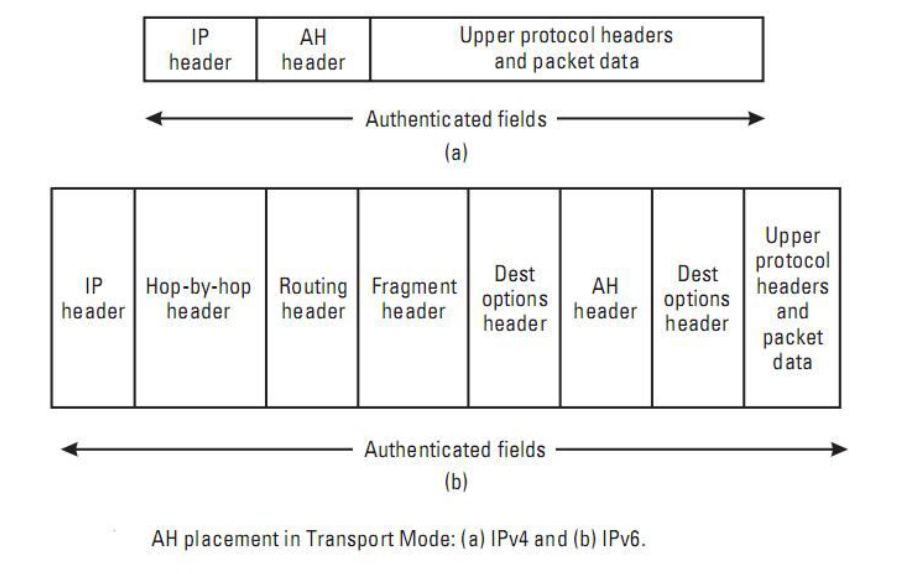 IP
header
AH
header
Upper protocol headers
and packet data
Authenticated fields
(a)
IP
header
Hop-by-hop
header
Routing
header
Fragment
header
Dest
options
header
AH
header
Dest
options
header
Upper
protocol
headers
and
packet
data
Authenticated fields
(b)
AH placement in Transport Mode: (a) IPv4 and (b) IPv6.